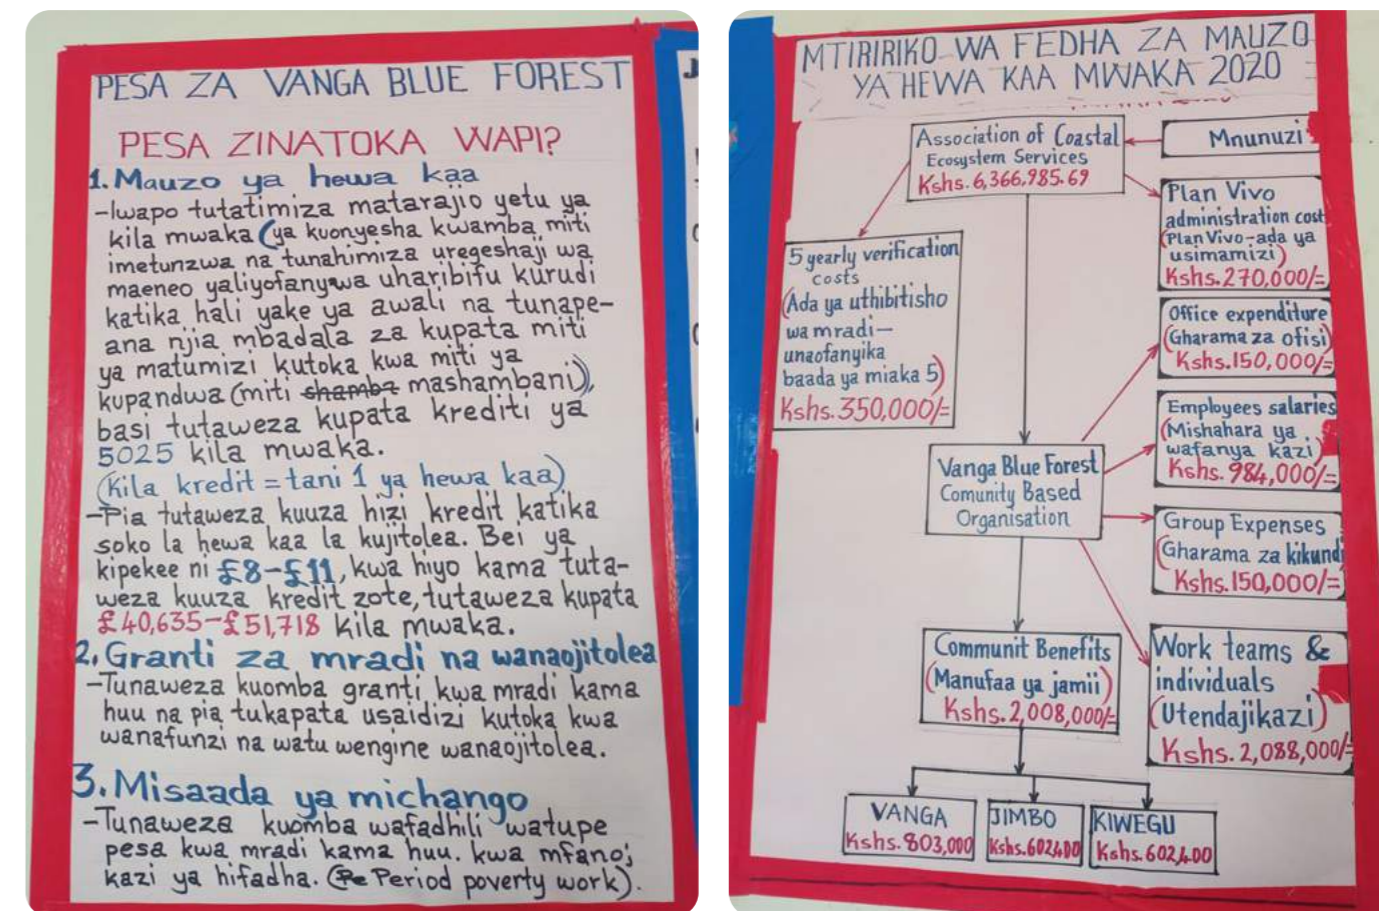 PESA ZA VANGA BLUE FOREST
PESA ZINATOKA WAPI?
1. Mauzo ya hewa kaa
-Iwapo tutatimiza matarajio yetu ya
kila mwaka (ya kuonyesha kwamba miti
imetunzwa na tunahimiza uregeshaji wa
maeneo yaliyofanywa uharibifu kurudi
katika hali yake ya awali na tunape-
ana njia mbadala za kupata miti
ya matumizi kutoka kwa miti ya
kupandwa (miti shamba mashambani)),
basi tutaweza kupata krediti ya
5025 kila mwaka.
(Kila kredit = tani 1 ya hewa kaa)
-Pia tutaweza kuuza hizi kredit katika
soko la hewa kaa la kujitolea. Bei ya
kipekee ni £8-£11, kwa hiyo kama tuta-
weza kuuza kredit zote, tutaweza kupata
£40,635-£51,718 kila mwaka.
2. Granti za mradi na wanaojitolea
-Tunaweza kuomba granti kwa mradi kama
huu na pia tukapata usaidizi kutoka kwa
wanafunzi na watu wengine wanaojitolea.
3. Misaada ya michango
-Tunaweza kuomba wafadhili watupe
pesa kwa mradi kama huu. kwa mfano;
kazi ya hifadha. (Pe Period poverty work).
MTIRIRIKO WA FEDHA ZA MAUZO
YA HEWA KAA MWAKA 2020
Association of Coastal
Ecosystem Services
Kshs. 6,366,985.69
Mnunuzi
Plan Vivo
administration cost
(Plan Vivo-ada ya
usimamizi)
Kshs. 270,000/=
5 yearly verification
costs
(Ada ya uthibitisho
wa mradi-
unaofanyika
baada ya miaka 5)
Kshs. 350,000/=
Office expenditure
(Gharama za ofisi)
Kshs. 150,000/=
Employees salaries
(Mishahara ya
wafanya kazi)
Kshs. 984,000/=
Vanga Blue Forest
Comunity Based
Organisation
Group Expenses
(Gharama za kikundi
Kshs. 150,000/=
Communit Benefits
(Manufaa ya jamii)
Kshs. 2,008,000/=
Work teams &
individuals
(Utendajikazi)
Kshs. 2,088,000/=
VANGA
Kshs. 803,000
JIMBO
Kshs. 602400
KIWEGU
Kshs. 602,400